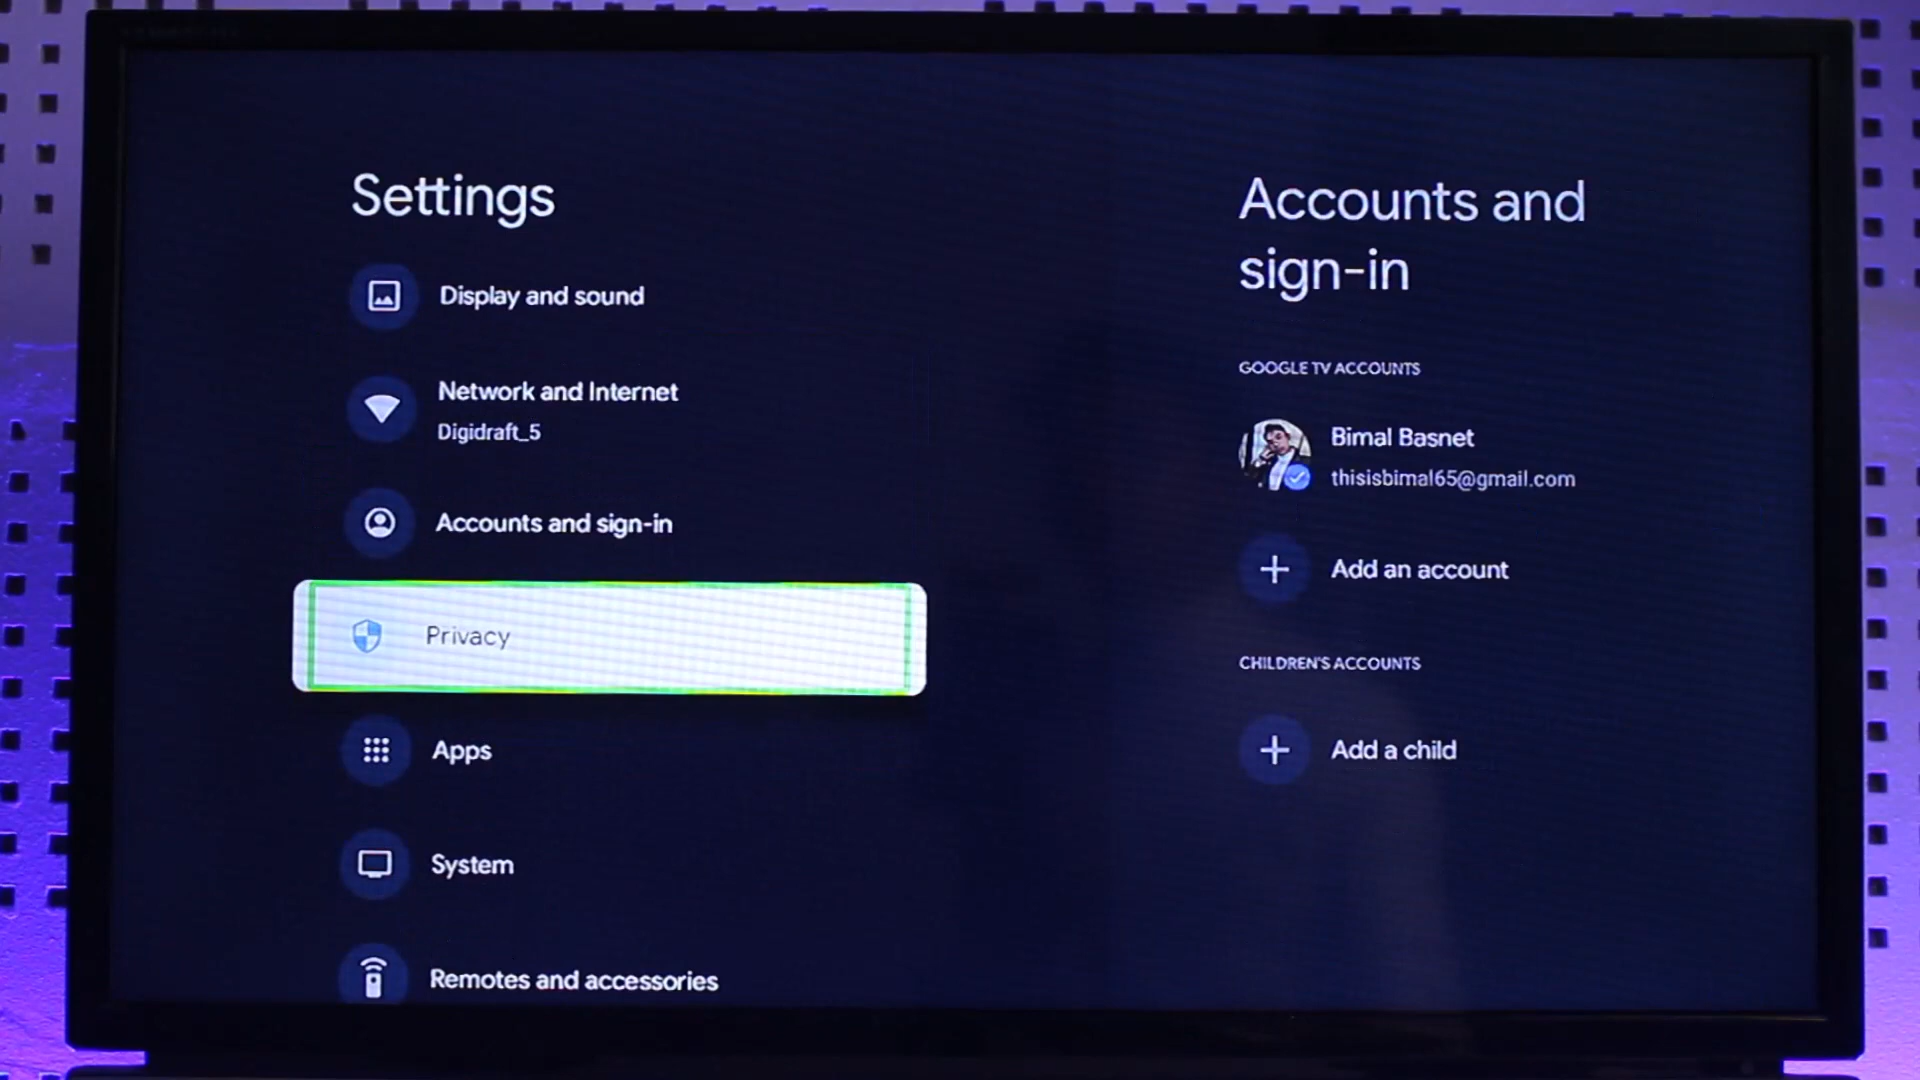 Settings
Display and sound
Network and Internet
Digidraft_5
Accounts and sign-in
Privacy
Apps
System
Remotes and accessories
Accounts and
sign-in
GOOGLE TV ACCOUNTS
Bimal Basnet
thisisbimal65@gmail.com
Add an account
CHILDREN'S ACCOUNTS
Add a child